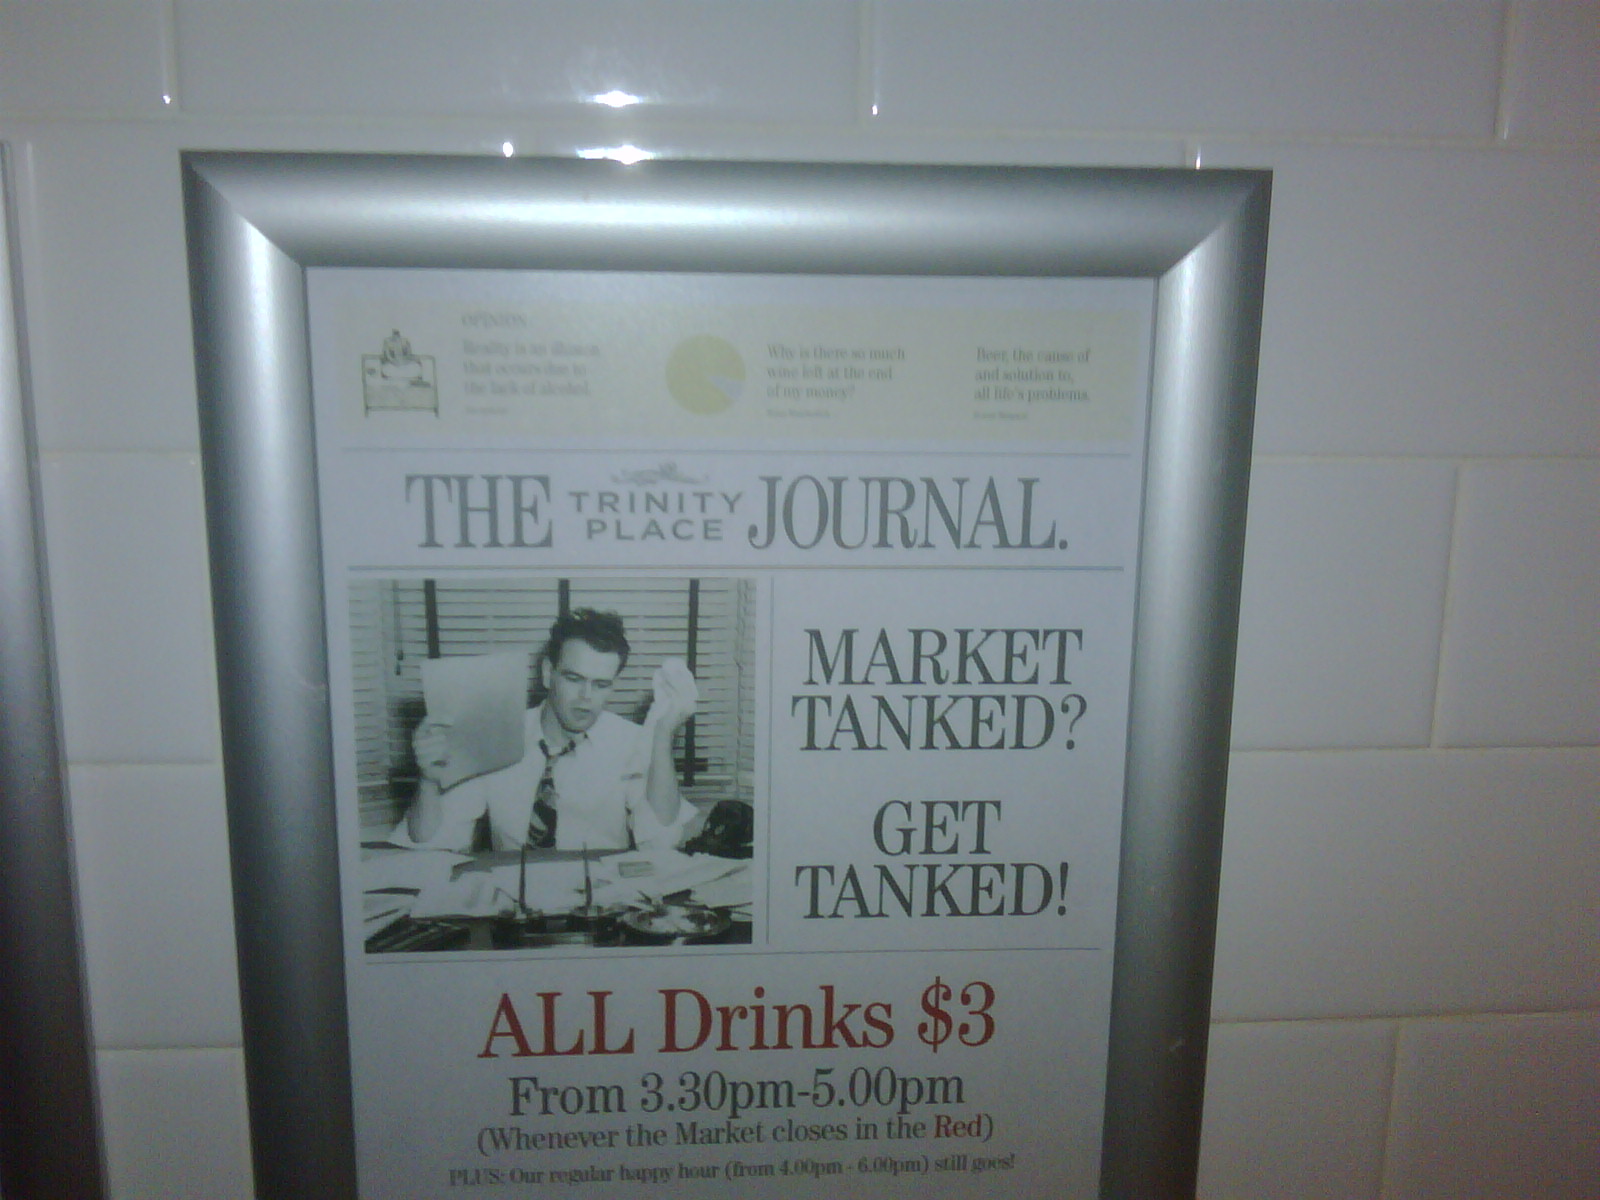 OPINION
Reality is an illusion
that occurs due to
the lack of alcohol.
Why is there so much
wine left at the end
of my money?
Beer, the cause of
and solution to,
all life's problems.
THE TRINITY PLACE JOURNAL.
MARKET
TANKED?
GET
TANKED!
ALL Drinks $3
From 3.30pm-5.00pm
(Whenever the Market closes in the Red)
PLUS: Our regular happy hour (from 4.00pm - 6.00pm) still goes!